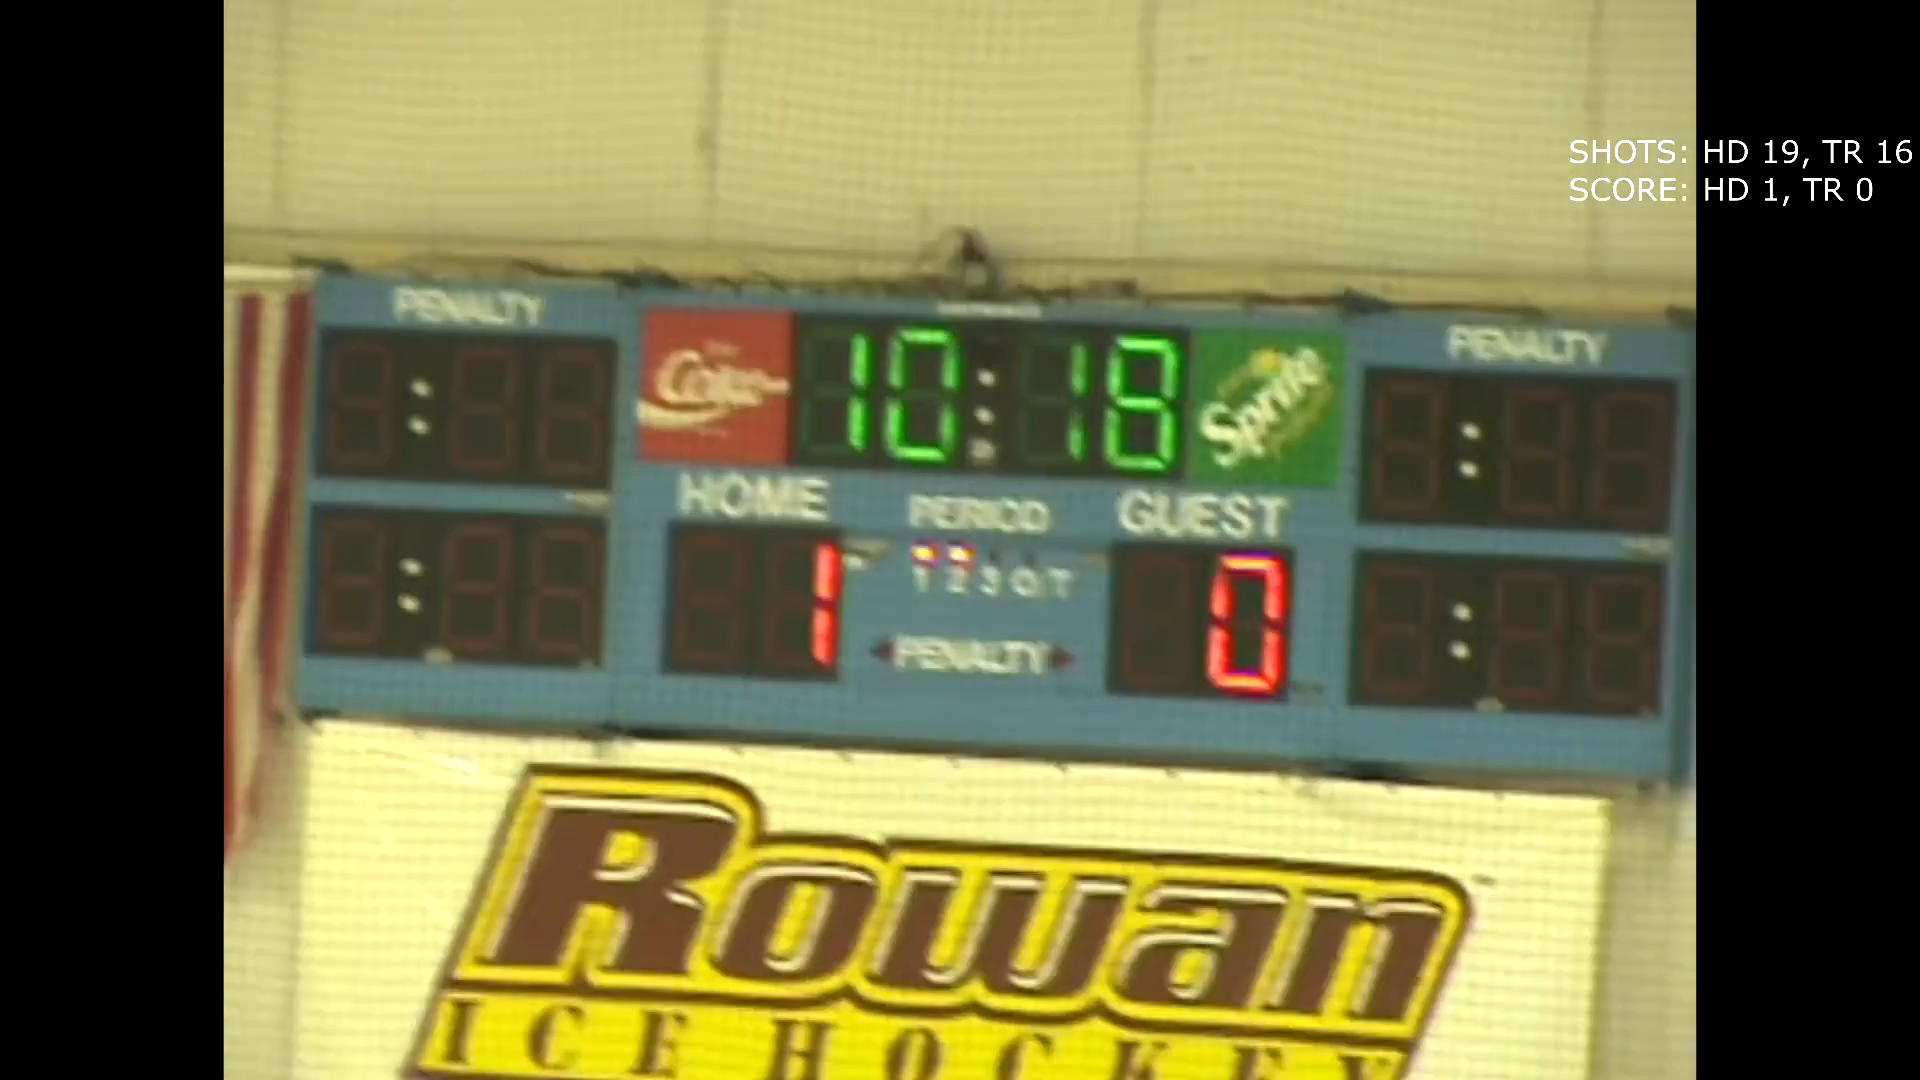 SHOTS: HD 19, TR 16
SCORE: HD 1, TR 0
PENALTY
Coke
10:18
Sprite
PENALTY
HOME
PERIOD
GUEST
1
1 2 3 O/T
0
PENALTY
Rowan
ICE HOCKEY